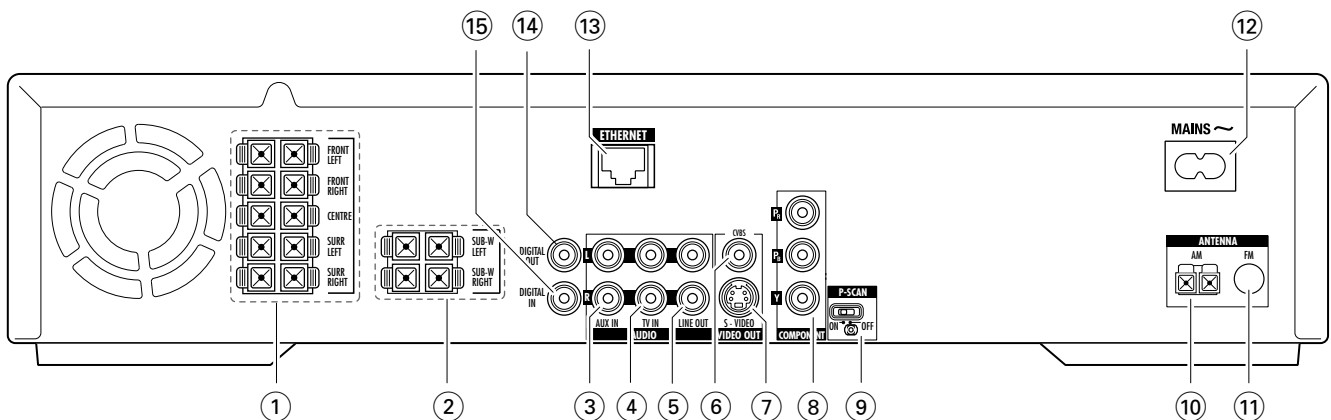 15 14 13 12
ETHERNET
MAINS ~
FRONT
LEFT
FRONT
RIGHT
CENTRE
SURR
LEFT
SURR
RIGHT
SUB-W
LEFT
SUB-W
RIGHT
DIGITAL
OUT
DIGITAL
IN
L
R
AUX IN TV IN LINE OUT
AUDIO
CVBS
S - VIDEO
VIDEO OUT
PR
PB
Y
COMPONENT
P-SCAN
ON OFF
ANTENNA
AM FM
1 2 3 4 5 6 7 8 9 10 11